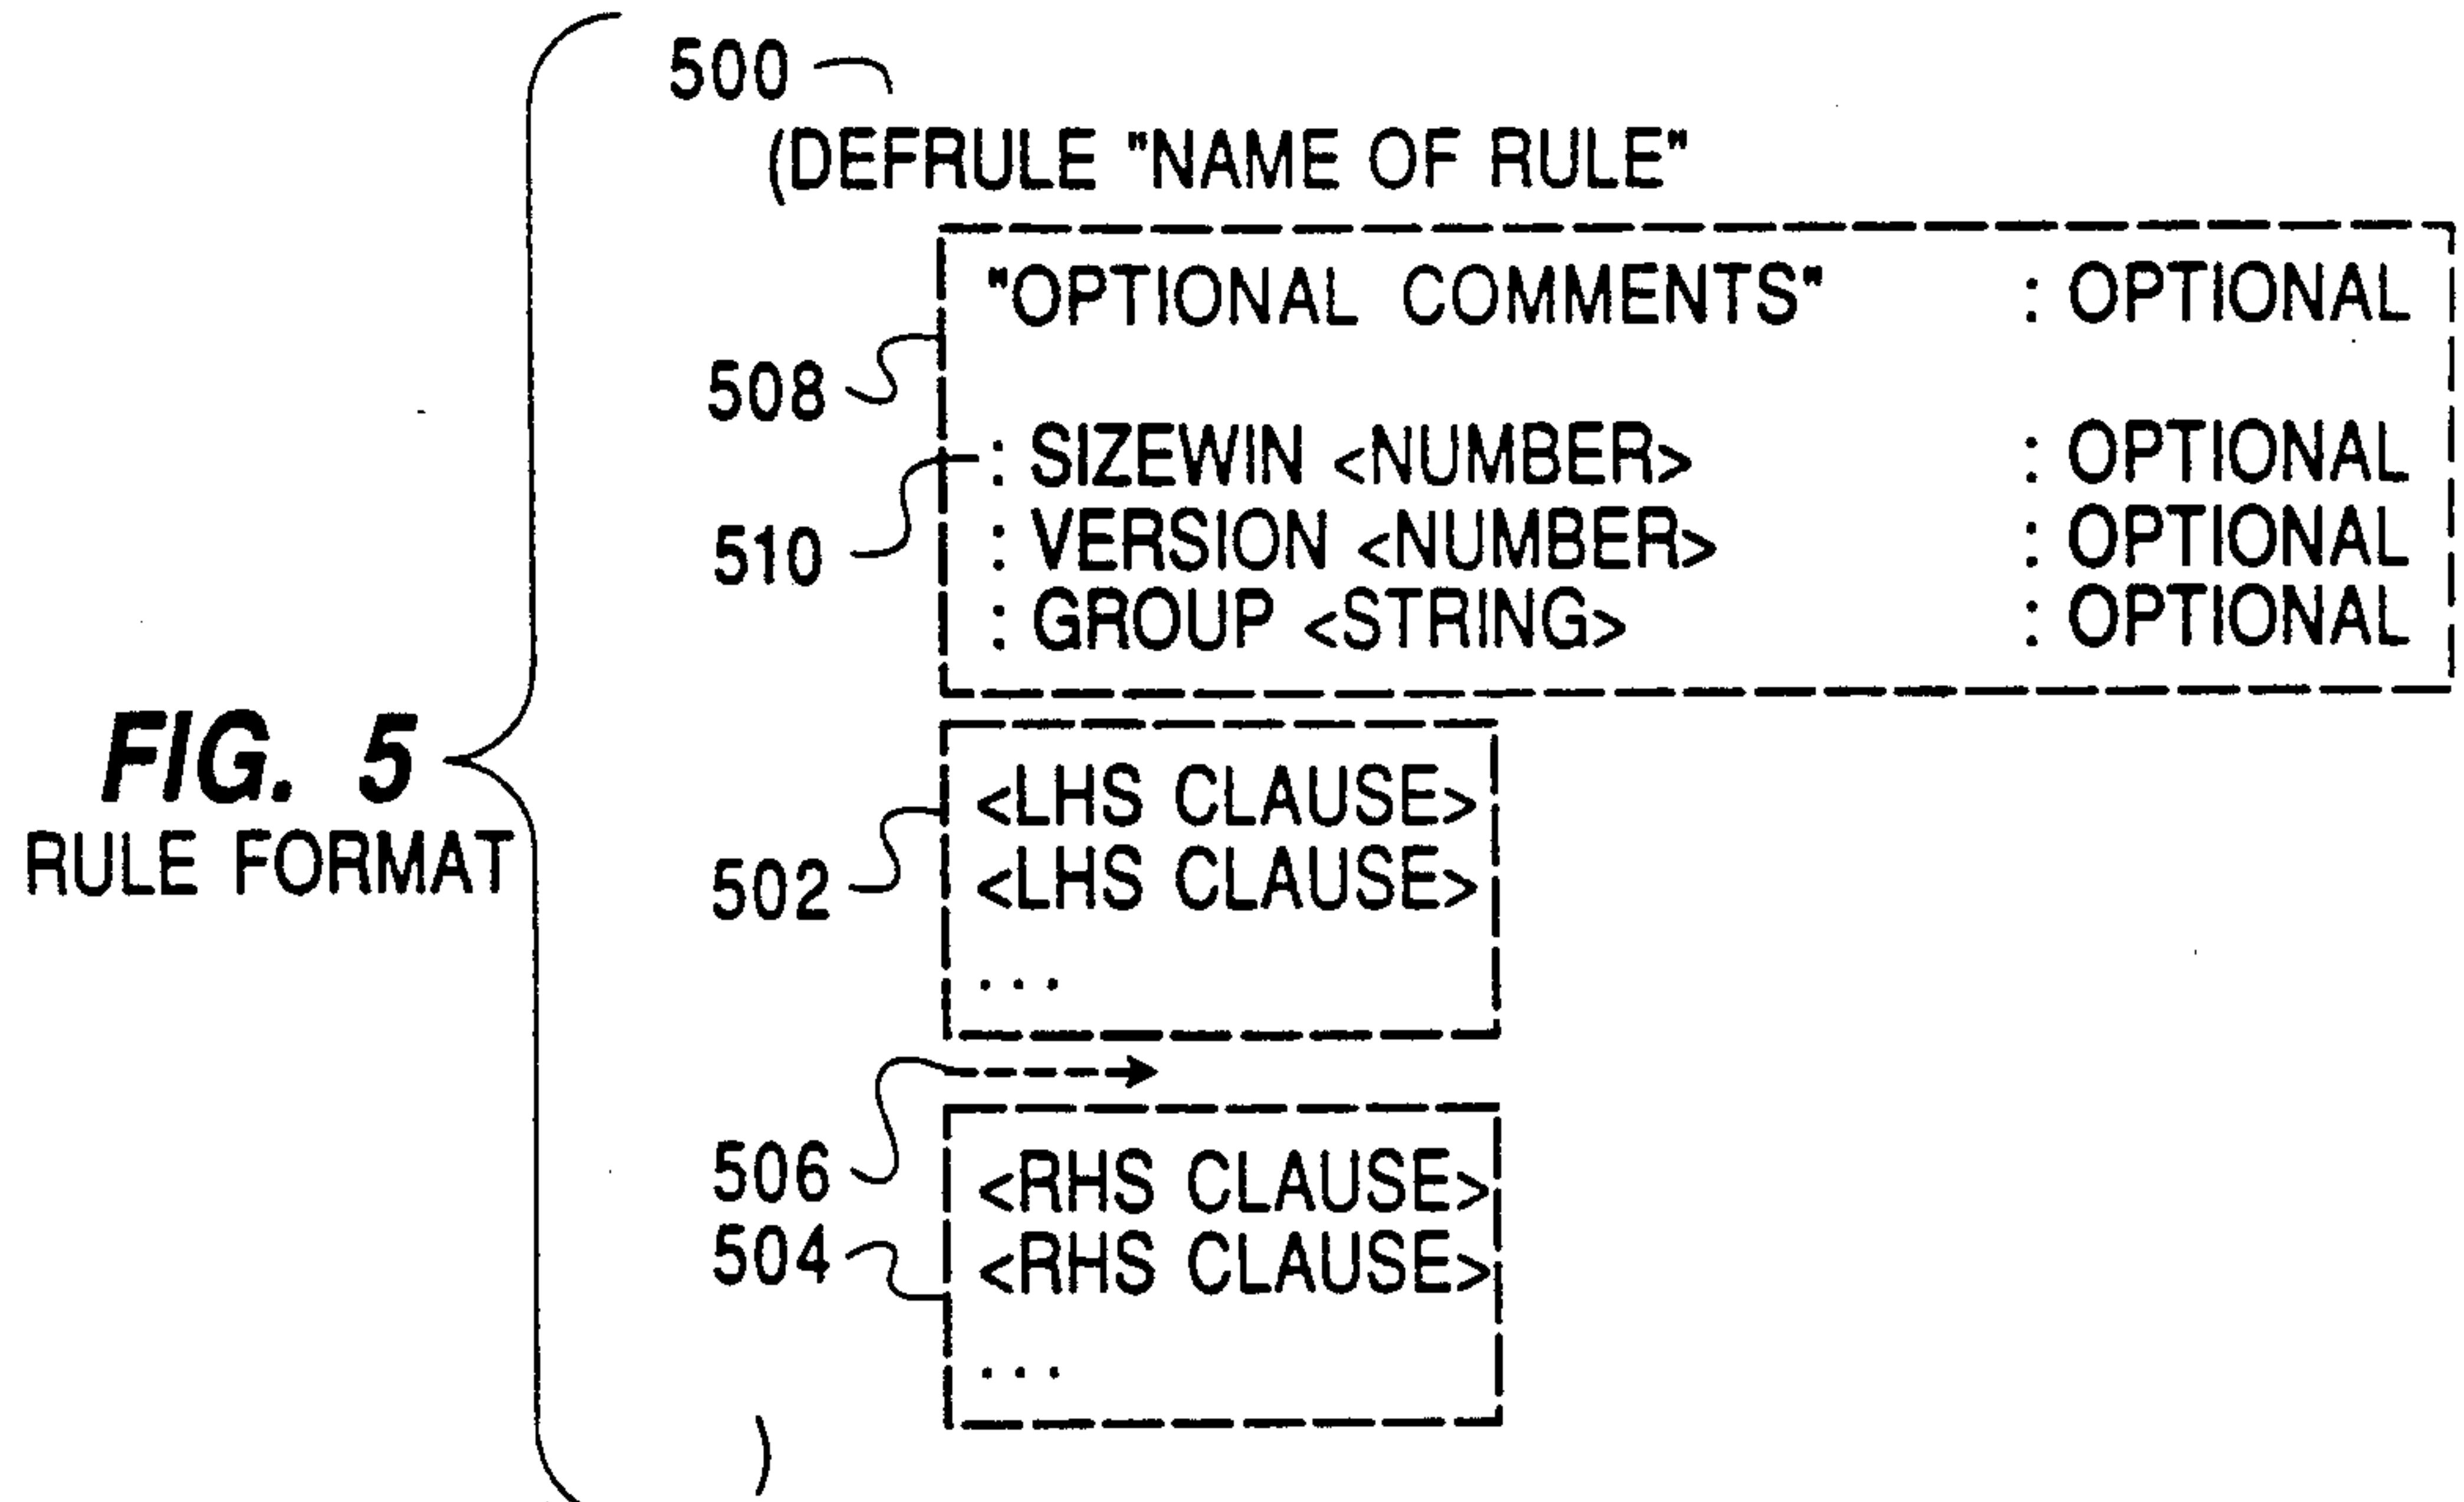 500
(DEFRULE "NAME OF RULE"
"OPTIONAL COMMENTS" : OPTIONAL
508
: SIZEWIN <NUMBER> : OPTIONAL
510
: VERSION <NUMBER> : OPTIONAL
: GROUP <STRING> : OPTIONAL
FIG. 5
RULE FORMAT
<LHS CLAUSE>
502
<LHS CLAUSE>
...
506
<RHS CLAUSE>
504
<RHS CLAUSE>
...
)